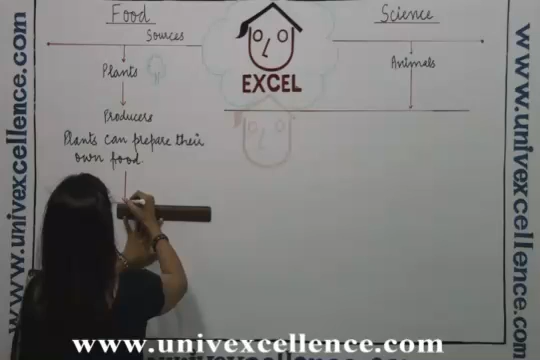 Food
Science
Sources
EXCEL
Plants
Animals
Producers
Plants can prepare their
own food.
www.univexcellence.com
www.univexcellence.com
www.univexcellence.com